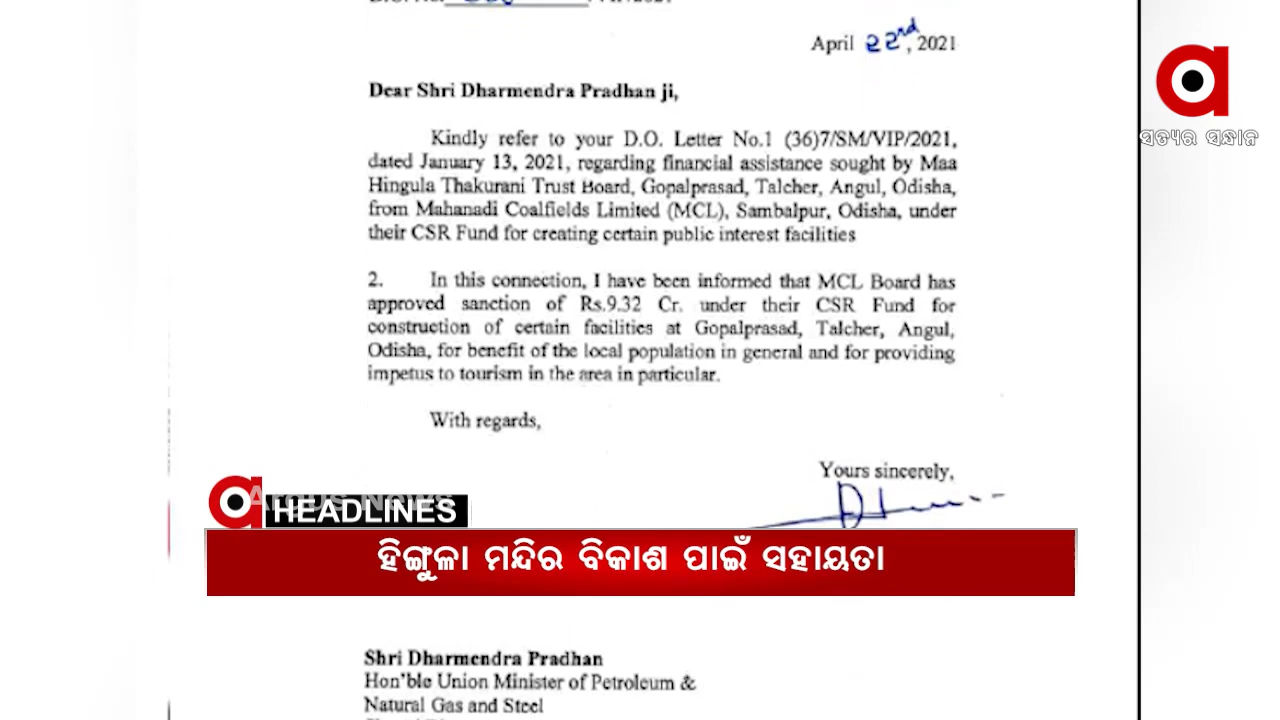 April 22nd, 2021
ସତ୍ୟର ସନ୍ଧାନ
Dear Shri Dharmendra Pradhan ji,
Kindly refer to your D.O. Letter No.1 (36)7/SM/VIP/2021,
dated January 13, 2021, regarding financial assistance sought by Maa
Hingula Thakurani Trust Board, Gopalprasad, Talcher, Angul, Odisha,
from Mahanadi Coalfields Limited (MCL), Sambalpur, Odisha, under
their CSR Fund for creating certain public interest facilities
2. In this connection, I have been informed that MCL Board has
approved sanction of Rs.9.32 Cr. under their CSR Fund for
construction of certain facilities at Gopalprasad, Talcher, Angul,
Odisha, for benefit of the local population in general and for providing
impetus to tourism in the area in particular.
With regards,
Yours sincerely,
Argus News
HEADLINES
ହିଙ୍ଗୁଳା ମନ୍ଦିର ବିକାଶ ପାଇଁ ସହାୟତା
Shri Dharmendra Pradhan
Hon'ble Union Minister of Petroleum &
Natural Gas and Steel